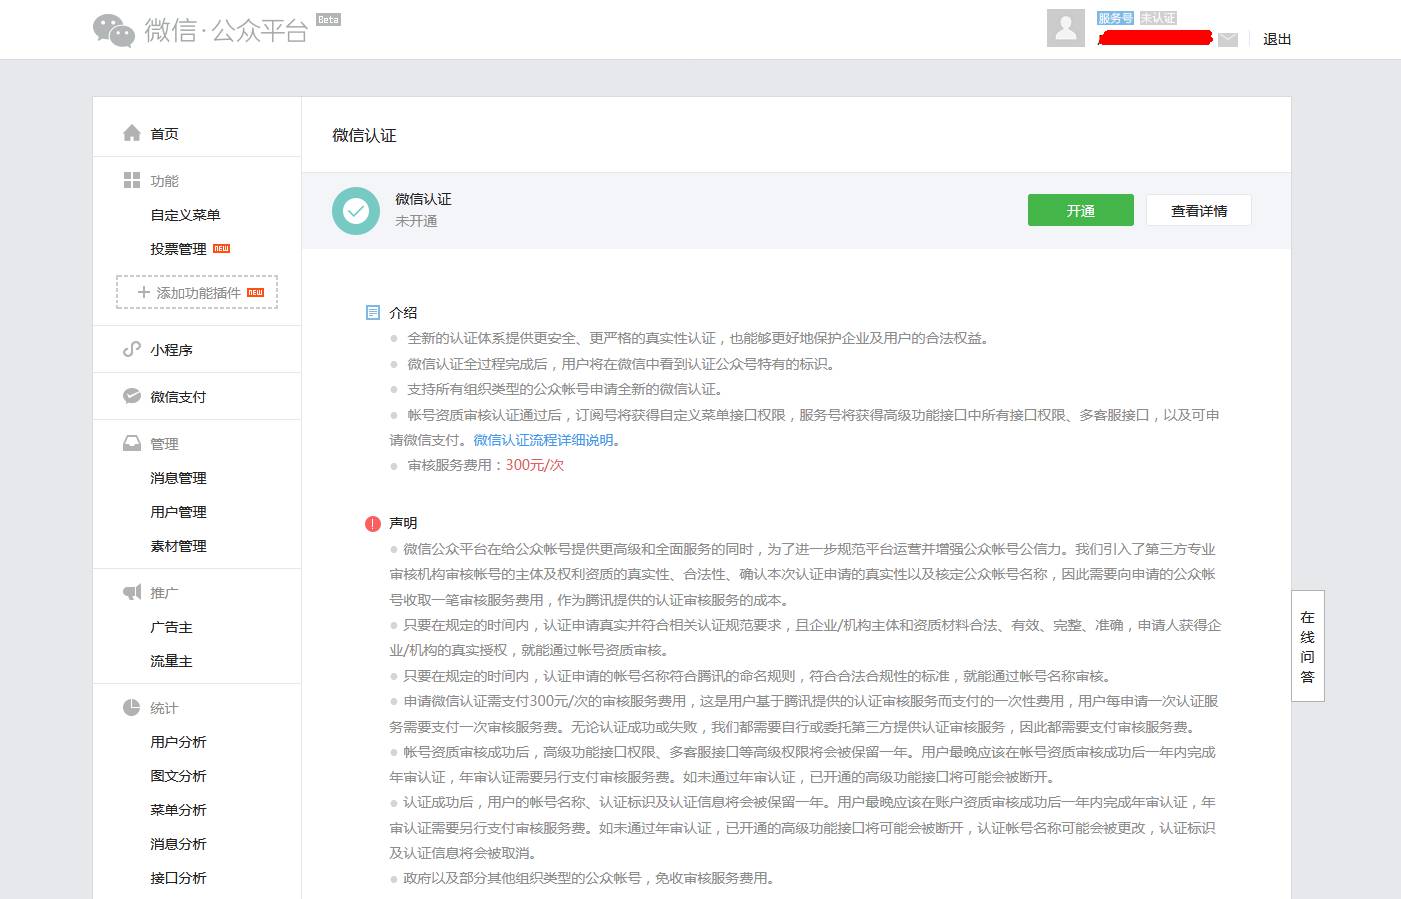 微信·公众平台 Beta
服务号 未认证
退出
首页
功能
自定义菜单
投票管理 NEW
添加功能插件 NEW
小程序
微信支付
管理
消息管理
用户管理
素材管理
推广
广告主
流量主
统计
用户分析
图文分析
菜单分析
消息分析
接口分析
微信认证
微信认证
未开通
开通
查看详情
介绍
全新的认证体系提供更安全、更严格的真实性认证，也能够更好地保护企业及用户的合法权益。
微信认证全过程完成后，用户将在微信中看到认证公众号特有的标识。
支持所有组织类型的公众帐号申请全新的微信认证。
帐号资质审核认证通过后，订阅号将获得自定义菜单接口权限，服务号将获得高级功能接口中所有接口权限、多客服接口，以及可申
请微信支付。微信认证流程详细说明。
审核服务费用：300元/次
声明
微信公众平台在给公众帐号提供更高级和全面服务的同时，为了进一步规范平台运营并增强公众帐号公信力。我们引入了第三方专业
审核机构审核帐号的主体及权利资质的真实性、合法性、确认本次认证申请的真实性以及核定公众帐号名称，因此需要向申请的公众帐
号收取一笔审核服务费用，作为腾讯提供的认证审核服务的成本。
只要在规定的时间内，认证申请真实并符合相关认证规范要求，且企业/机构主体和资质材料合法、有效、完整、准确，申请人获得企
业/机构的真实授权，就能通过帐号资质审核。
只要在规定的时间内，认证申请的帐号名称符合腾讯的命名规则，符合合法合规性的标准，就能通过帐号名称审核。
申请微信认证需支付300元/次的审核服务费用，这是用户基于腾讯提供的认证审核服务而支付的一次性费用，用户每申请一次认证服
务需要支付一次审核服务费。无论认证成功或失败，我们都需要自行或委托第三方提供认证审核服务，因此都需要支付审核服务费。
帐号资质审核成功后，高级功能接口权限、多客服接口等高级权限将会被保留一年。用户最晚应该在帐号资质审核成功后一年内完成
年审认证，年审认证需要另行支付审核服务费。如未通过年审认证，已开通的高级功能接口将可能会被断开。
认证成功后，用户的帐号名称、认证标识及认证信息将会被保留一年。用户最晚应该在账户资质审核成功后一年内完成年审认证，年
审认证需要另行支付审核服务费。如未通过年审认证，已开通的高级功能接口将可能会被断开，认证帐号名称可能会被更改，认证标识
及认证信息将会被取消。
政府以及部分其他组织类型的公众帐号，免收审核服务费用。
在
线
问
答